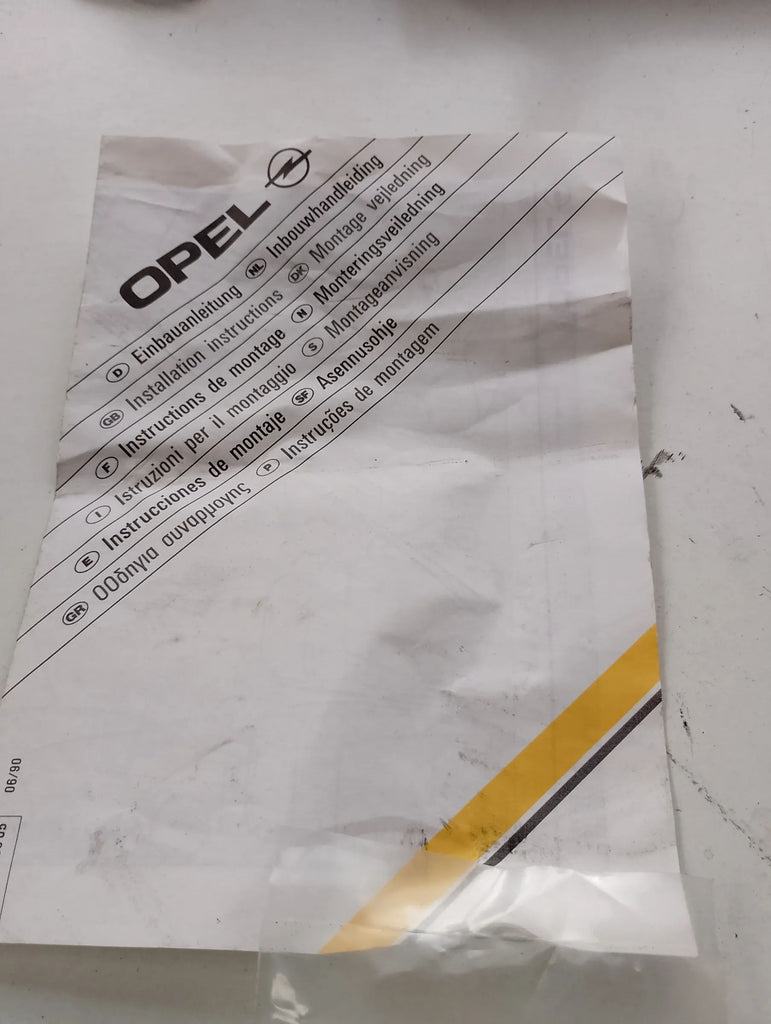 OPEL
D Einbauanleitung NL Inbouwhandleiding
GB Installation instructions DK Montage vejledning
F Instructions de montage N Monteringsveiledning
I Istruzioni per il montaggio S Montageanvisning
E Instrucciones de montaje SF Asennusohje
GR OOδηγια συναρμογης P Instruções de montagem
06/90